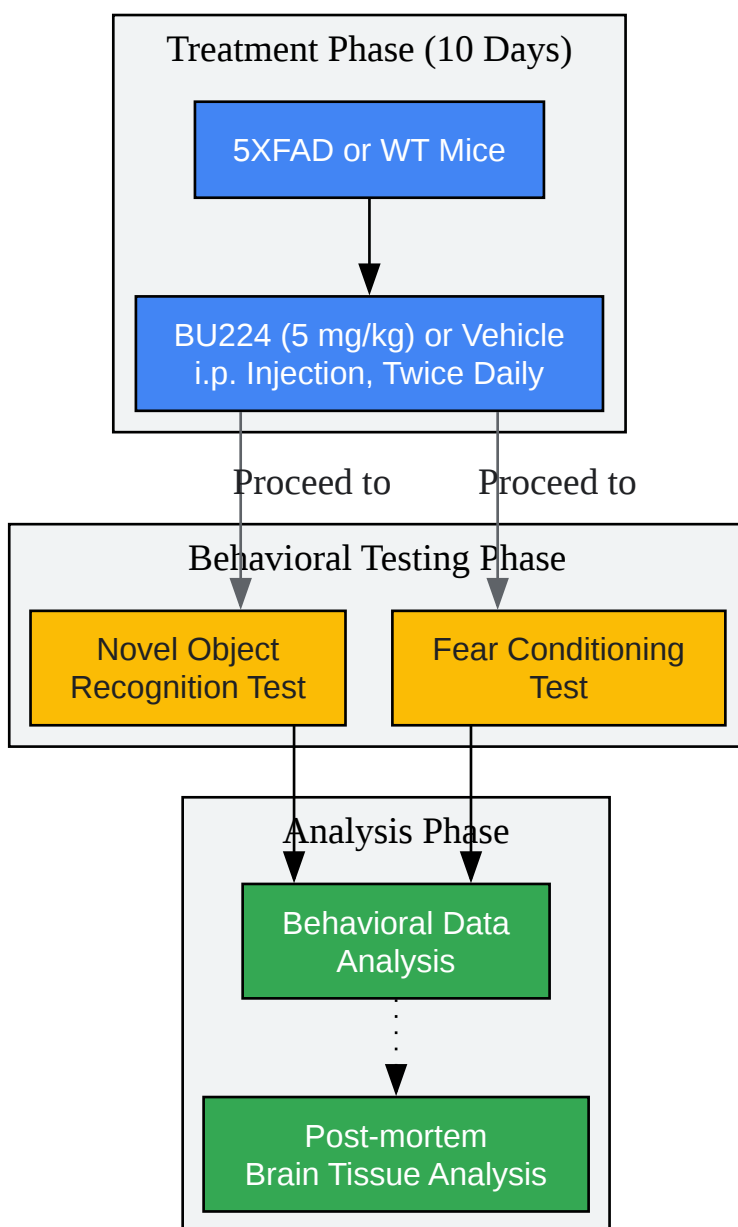 Treatment Phase (10 Days)
5XFAD or WT Mice
BU224 (5 mg/kg) or Vehicle
i.p. Injection, Twice Daily
Proceed to
Proceed to
Behavioral Testing Phase
Novel Object
Recognition Test
Fear Conditioning
Test
Analysis Phase
Behavioral Data
Analysis
Post-mortem
Brain Tissue Analysis